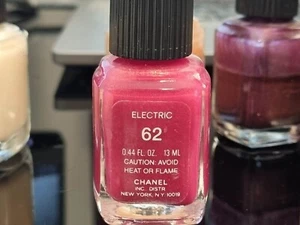 ELECTRIC
62
0.44 FL. OZ. 13 ML
CAUTION: AVOID
HEAT OR FLAME
CHANEL
INC. DISTR
NEW YORK, N.Y. 10019